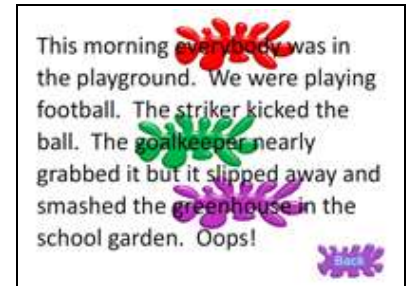 This morning everybody was in
the playground.  We were playing
football.  The striker kicked the
ball.  The goalkeeper nearly
grabbed it but it slipped away and
smashed the greenhouse in the
school garden.  Oops!
Back